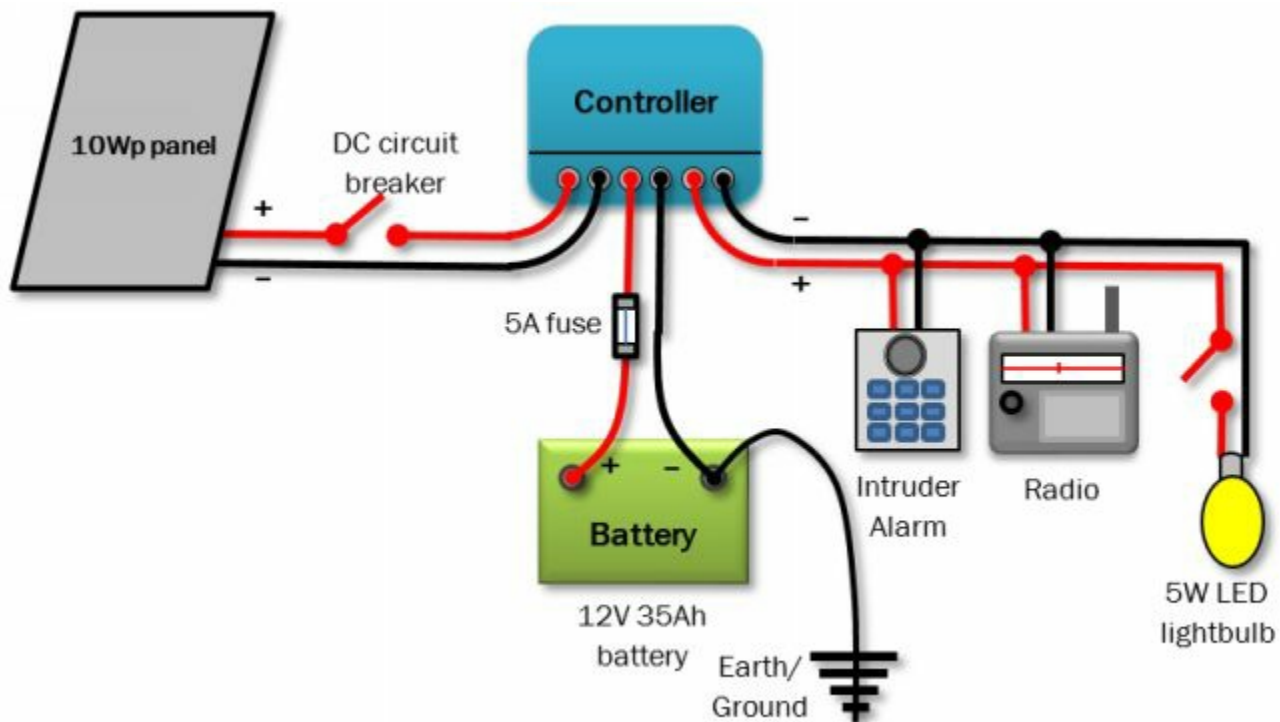 Controller
10Wp panel
DC circuit
breaker
+
−
−
+
5A fuse
+
−
Battery
12V 35Ah
battery
Intruder
Alarm
Radio
5W LED
lightbulb
Earth/
Ground